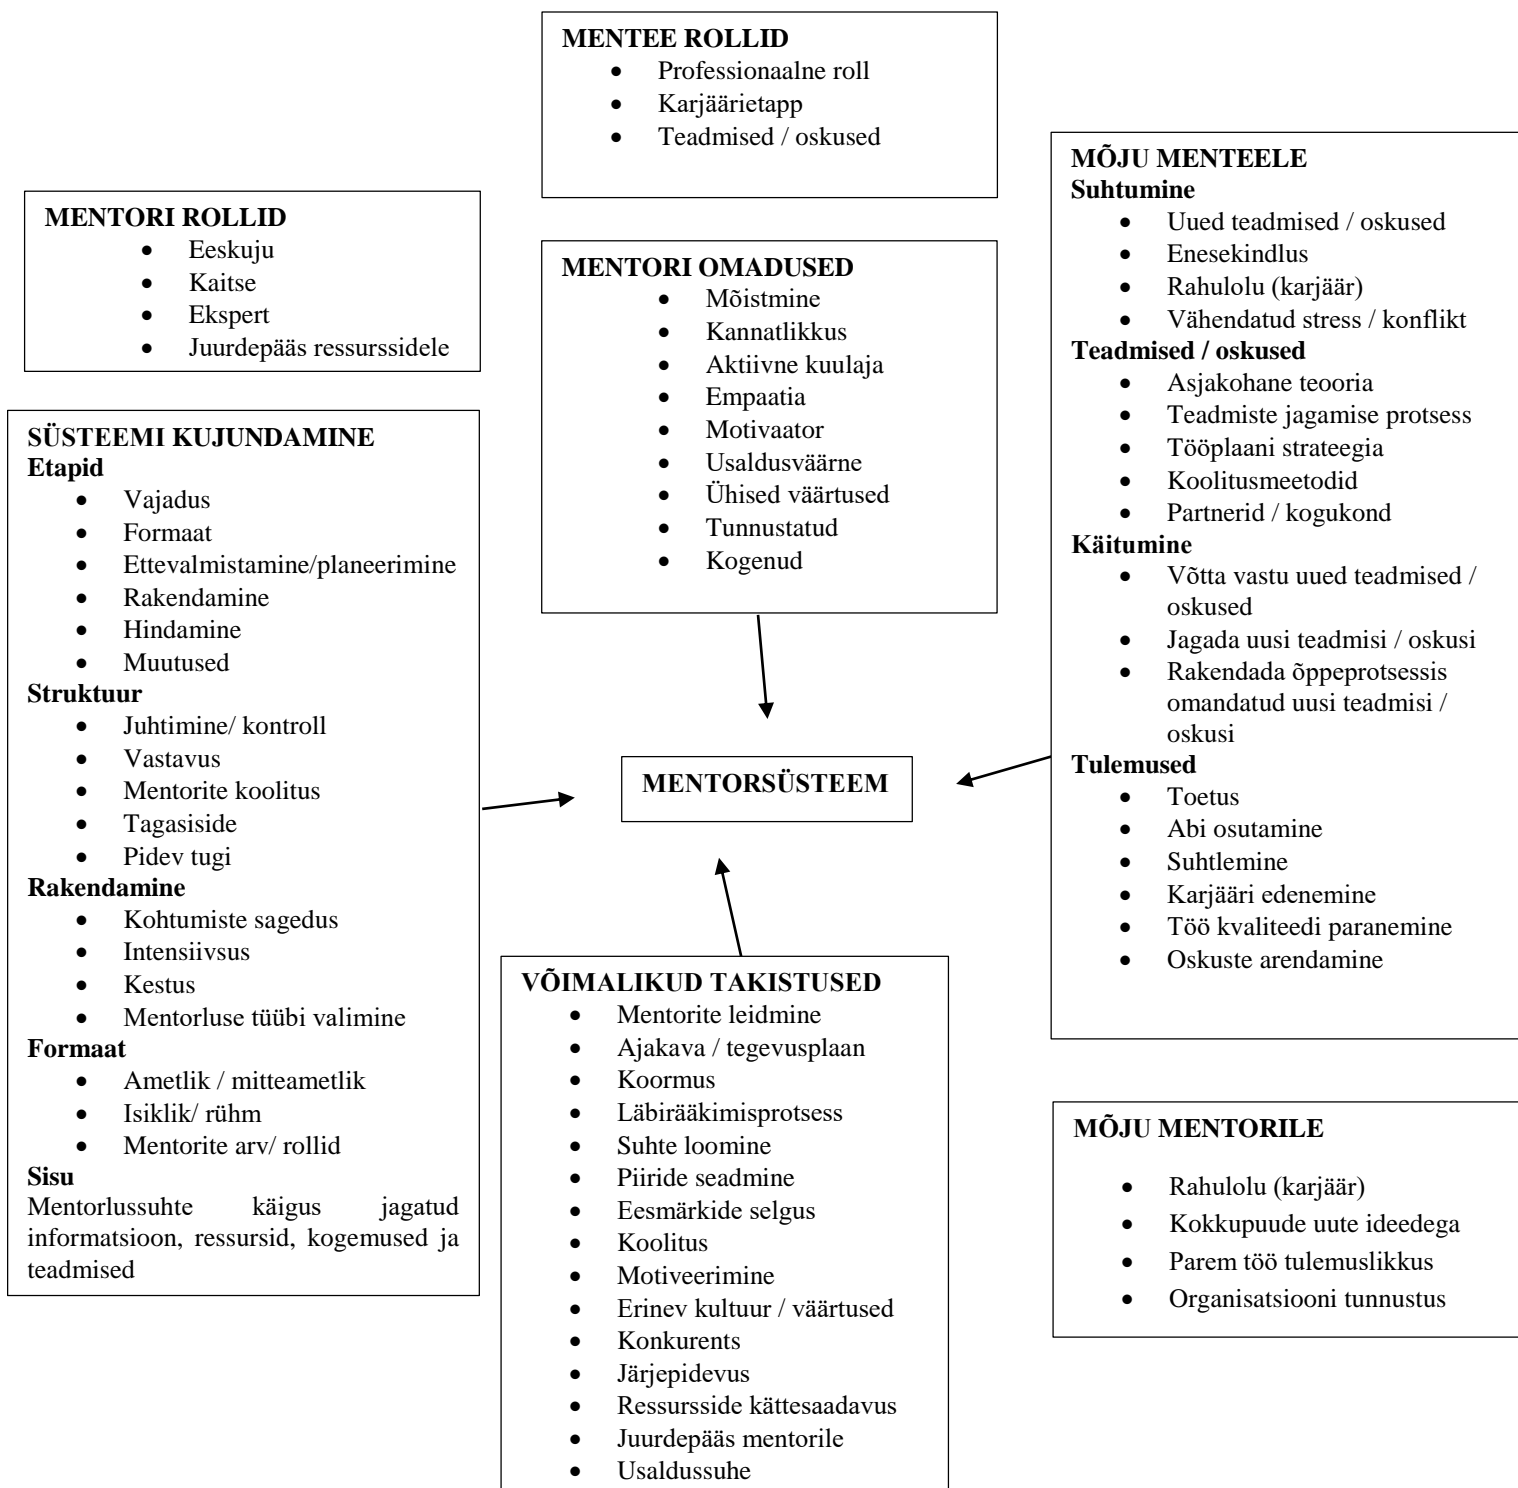 MENTEE ROLLID
• Professionaalne roll
• Karjäärietapp
• Teadmised / oskused
MENTORI ROLLID
• Eeskuju
• Kaitse
• Ekspert
• Juurdepääs ressurssidele
MENTORI OMADUSED
• Mõistmine
• Kannatlikkus
• Aktiivne kuulaja
• Empaatia
• Motivaator
• Usaldusväärne
• Ühised väärtused
• Tunnustatud
• Kogenud
MÕJU MENTEELE
Suhtumine
• Uued teadmised / oskused
• Enesekindlus
• Rahulolu (karjäär)
• Vähendatud stress / konflikt
Teadmised / oskused
• Asjakohane teooria
• Teadmiste jagamise protsess
• Tööplaani strateegia
• Koolitusmeetodid
• Partnerid / kogukond
Käitumine
• Võtta vastu uued teadmised /
oskused
• Jagada uusi teadmisi / oskusi
• Rakendada õppeprotsessis
omandatud uusi teadmisi /
oskusi
Tulemused
• Toetus
• Abi osutamine
• Suhtlemine
• Karjääri edenemine
• Töö kvaliteedi paranemine
• Oskuste arendamine
SÜSTEEMI KUJUNDAMINE
Etapid
• Vajadus
• Formaat
• Ettevalmistamine/planeerimine
• Rakendamine
• Hindamine
• Muutused
Struktuur
• Juhtimine/ kontroll
• Vastavus
• Mentorite koolitus
• Tagasiside
• Pidev tugi
Rakendamine
• Kohtumiste sagedus
• Intensiivsus
• Kestus
• Mentorluse tüübi valimine
Formaat
• Ametlik / mitteametlik
• Isiklik/ rühm
• Mentorite arv/ rollid
Sisu
Mentorlussuhte käigus jagatud
informatsioon, ressursid, kogemused ja
teadmised
MENTORSÜSTEEM
VÕIMALIKUD TAKISTUSED
• Mentorite leidmine
• Ajakava / tegevusplaan
• Koormus
• Läbirääkimisprotsess
• Suhte loomine
• Piiride seadmine
• Eesmärkide selgus
• Koolitus
• Motiveerimine
• Erinev kultuur / väärtused
• Konkurents
• Järjepidevus
• Ressursside kättesaadavus
• Juurdepääs mentorile
• Usaldussuhe
MÕJU MENTORILE
• Rahulolu (karjäär)
• Kokkupuude uute ideedega
• Parem töö tulemuslikkus
• Organisatsiooni tunnustus